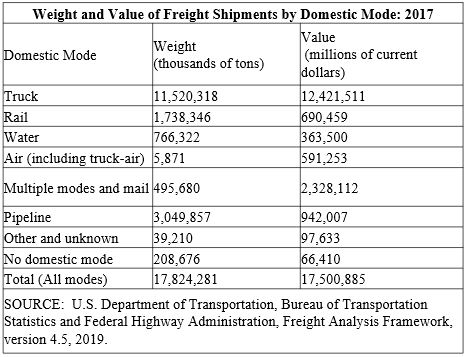 Weight and Value of Freight Shipments by Domestic Mode: 2017
Domestic Mode Weight (thousands of tons) Value (millions of current dollars)
Truck 11,520,318 12,421,511
Rail 1,738,346 690,459
Water 766,322 363,500
Air (including truck-air) 5,871 591,253
Multiple modes and mail 495,680 2,328,112
Pipeline 3,049,857 942,007
Other and unknown 39,210 97,633
No domestic mode 208,676 66,410
Total (All modes) 17,824,281 17,500,885
SOURCE: U.S. Department of Transportation, Bureau of Transportation
Statistics and Federal Highway Administration, Freight Analysis Framework,
version 4.5, 2019.